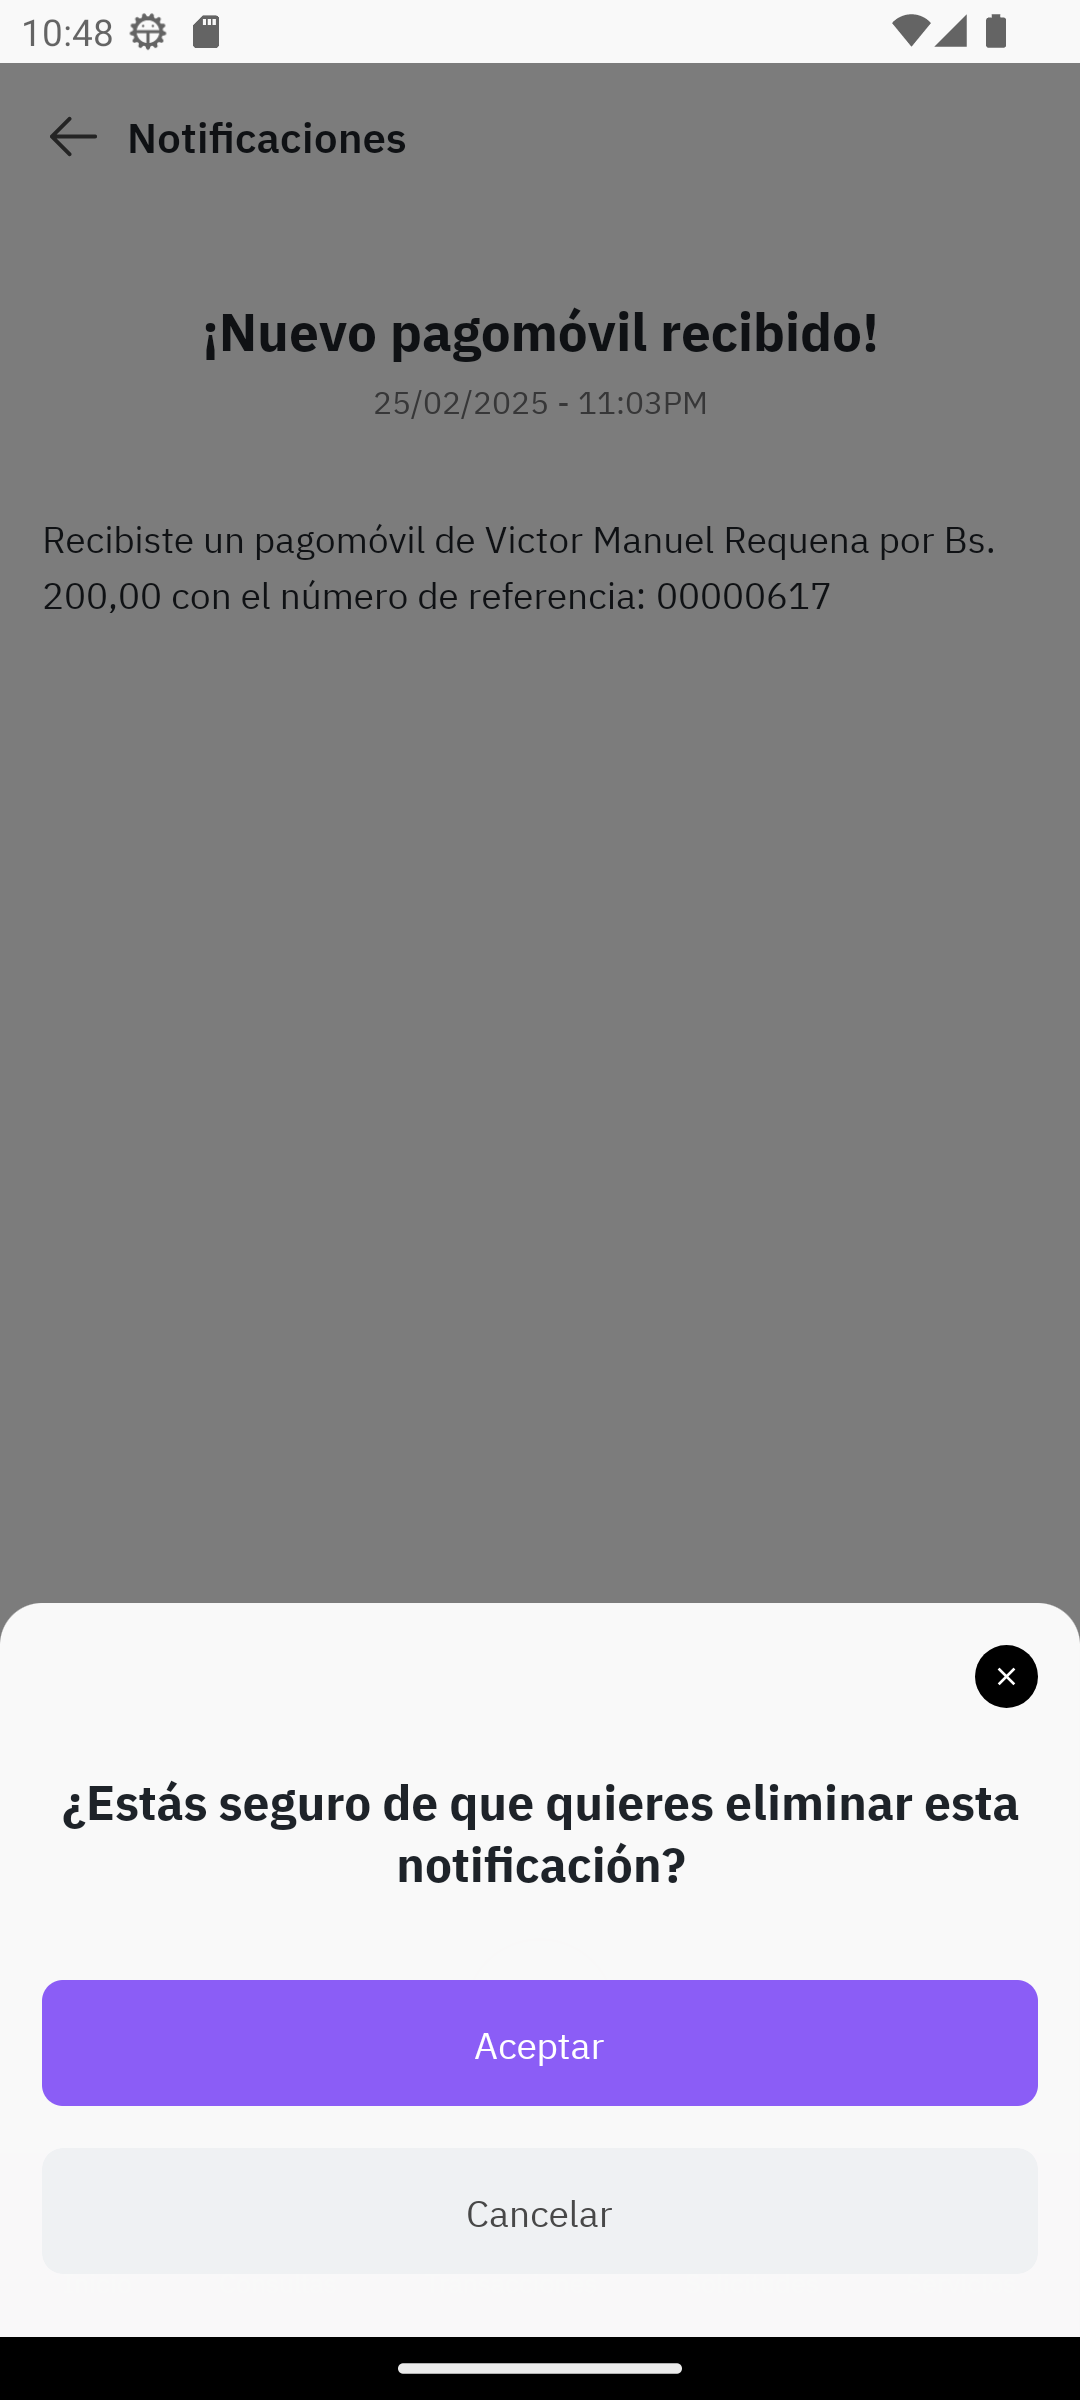 10:48
Notificaciones
¡Nuevo pagomóvil recibido!
25/02/2025 - 11:03PM
Recibiste un pagomóvil de Victor Manuel Requena por Bs.
200,00 con el número de referencia: 00000617
¿Estás seguro de que quieres eliminar esta
notificación?
Aceptar
Cancelar